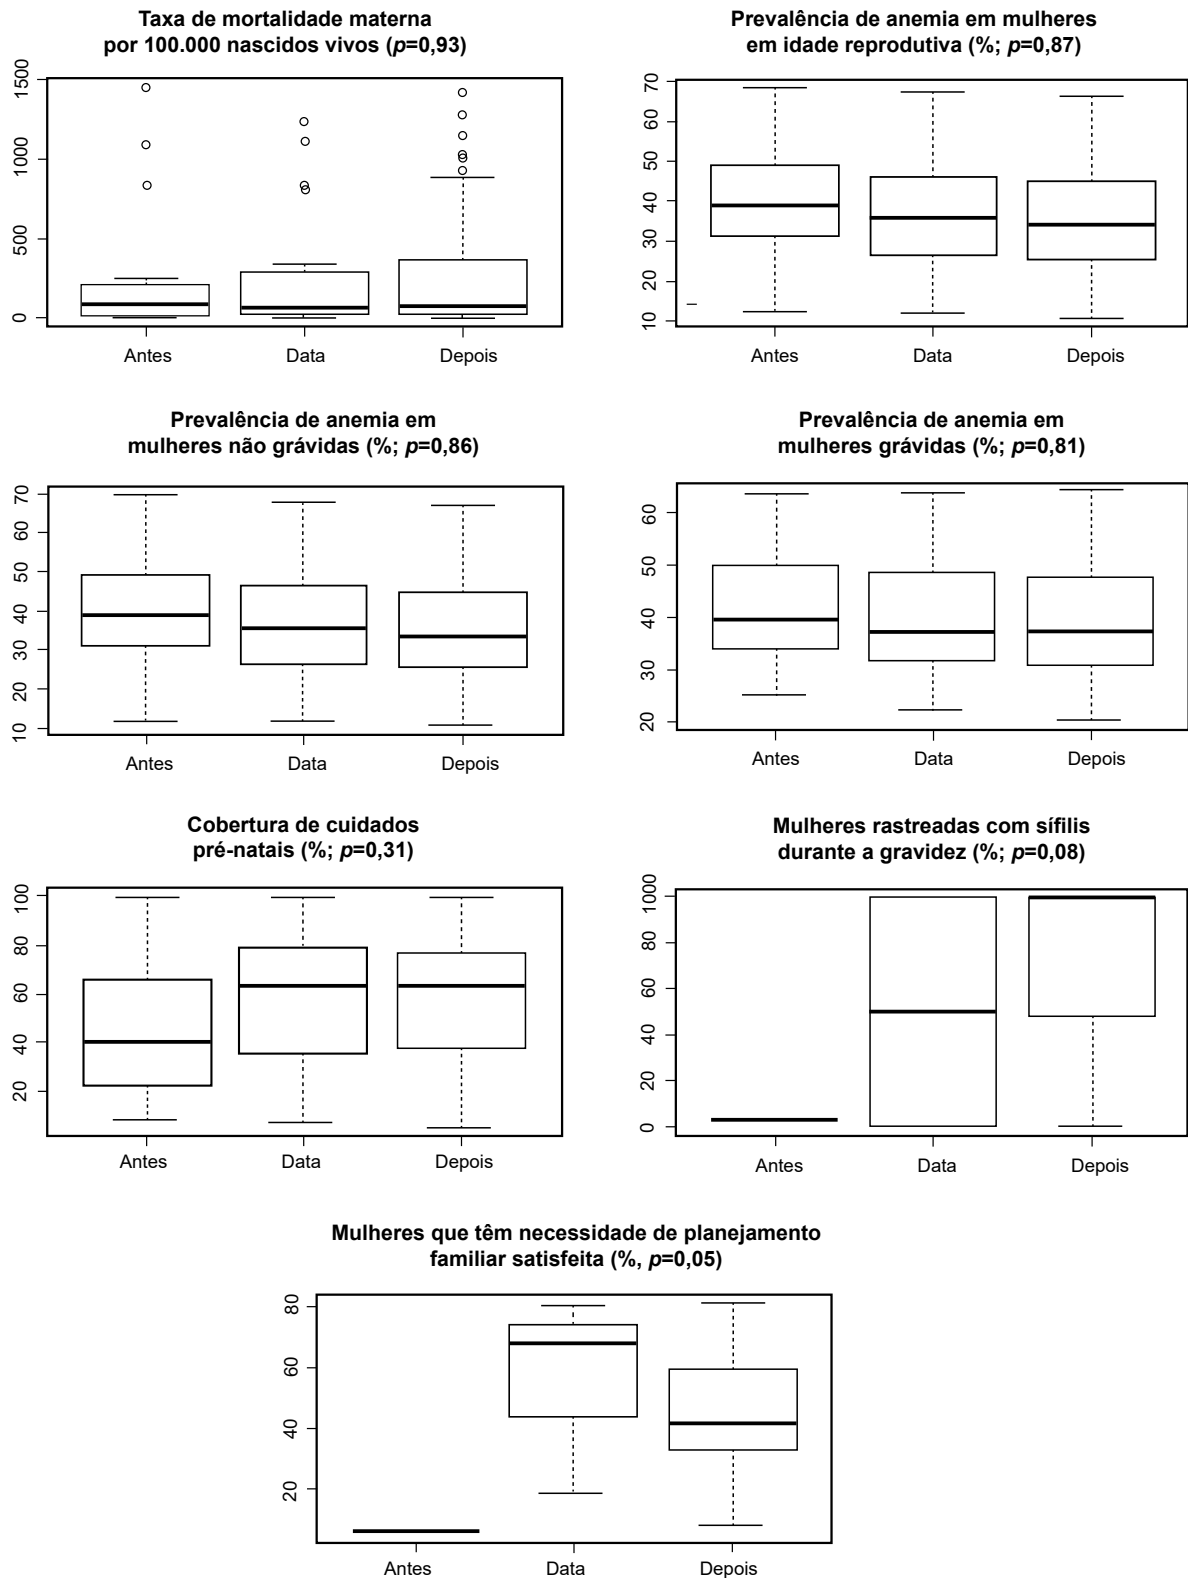 Taxa de mortalidade materna
por 100.000 nascidos vivos (p=0,93)
1500
1000
500
0
Antes Data Depois
Prevalência de anemia em mulheres
em idade reprodutiva (%; p=0,87)
70
60
50
40
30
20
10
Antes Data Depois
Prevalência de anemia em
mulheres não grávidas (%; p=0,86)
70
60
50
40
30
20
10
Antes Data Depois
Prevalência de anemia em
mulheres grávidas (%; p=0,81)
60
50
40
30
20
Antes Data Depois
Cobertura de cuidados
pré-natais (%; p=0,31)
100
80
60
40
20
Antes Data Depois
Mulheres rastreadas com sífilis
durante a gravidez (%; p=0,08)
1000
80
60
40
20
0
Antes Data Depois
Mulheres que têm necessidade de planejamento
familiar satisfeita (%, p=0,05)
80
60
40
20
Antes Data Depois